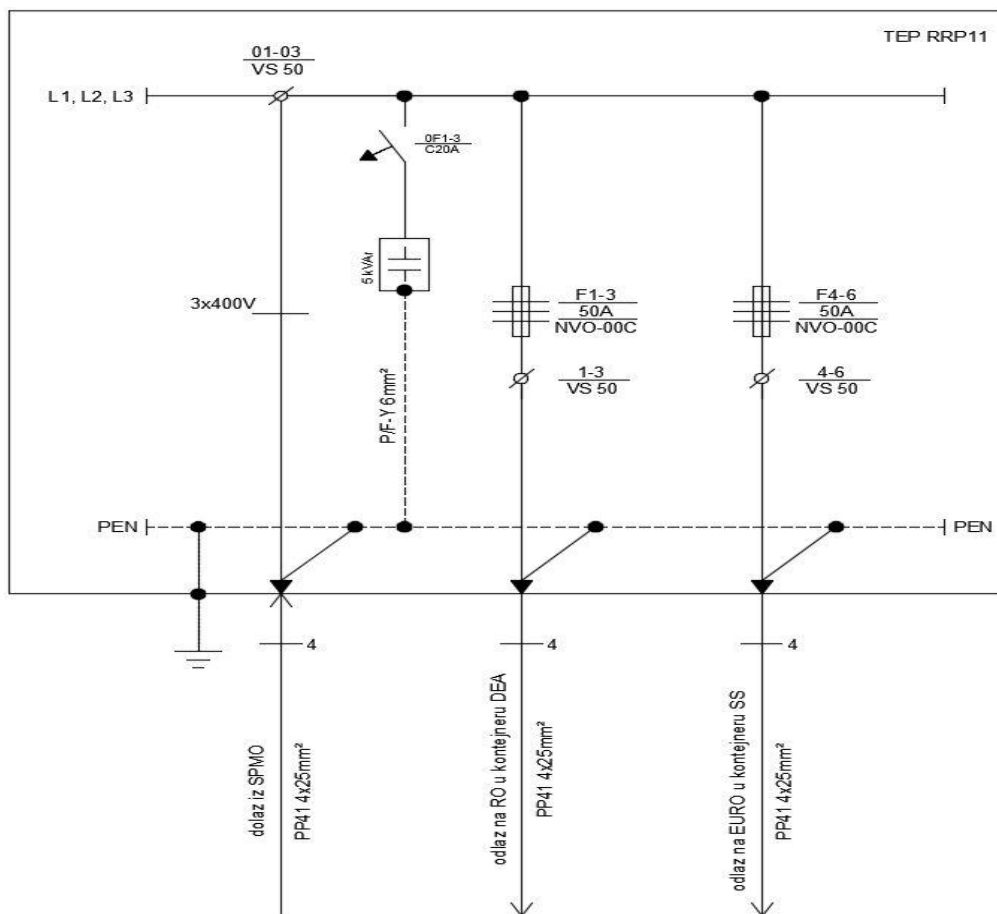 TEP RRP11
01-03
VS 50
L1, L2, L3
0F1-3
C20A
5 kVAr
3x400V
F1-3
50A
NVO-00C
F4-6
50A
NVO-00C
1-3
VS 50
4-6
VS 50
P/F-Y 6mm²
PEN
PEN
4
4
4
dolaz iz SPMO
PP41 4x25mm²
odlaz na RO u kontejneru DEA
PP41 4x25mm²
odlaz na EURO u kontejneru SS
PP41 4x25mm²